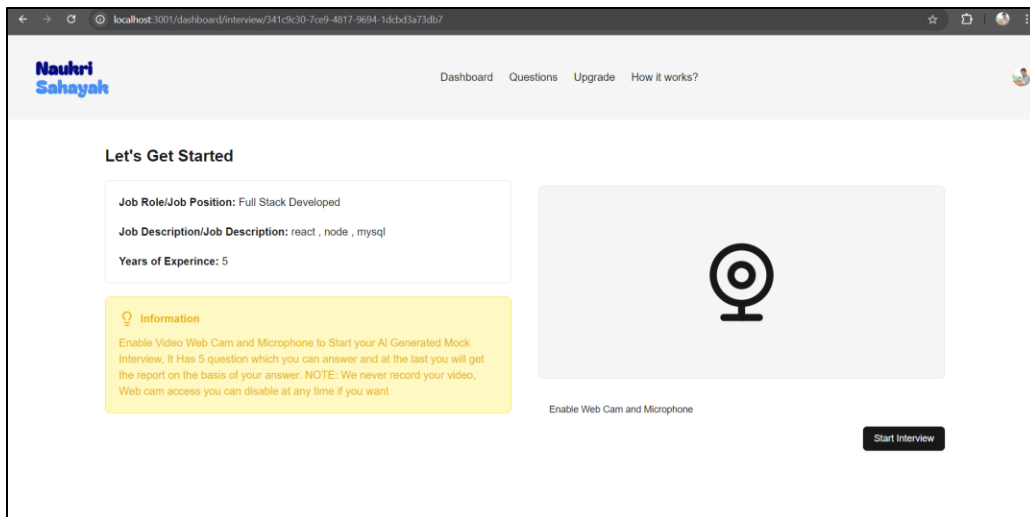 localhost:3001/dashboard/interview/341c9c30-7ce9-4817-9694-1dcbd3a73db7
Naukri
Sahayak
Dashboard Questions Upgrade How it works?
Let's Get Started
Job Role/Job Position: Full Stack Developed
Job Description/Job Description: react , node , mysql
Years of Experince: 5
Information
Enable Video Web Cam and Microphone to Start your AI Generated Mock
Interview, It Has 5 question which you can answer and at the last you will get
the report on the basis of your answer. NOTE: We never record your video,
Web cam access you can disable at any time if you want
Enable Web Cam and Microphone
Start Interview